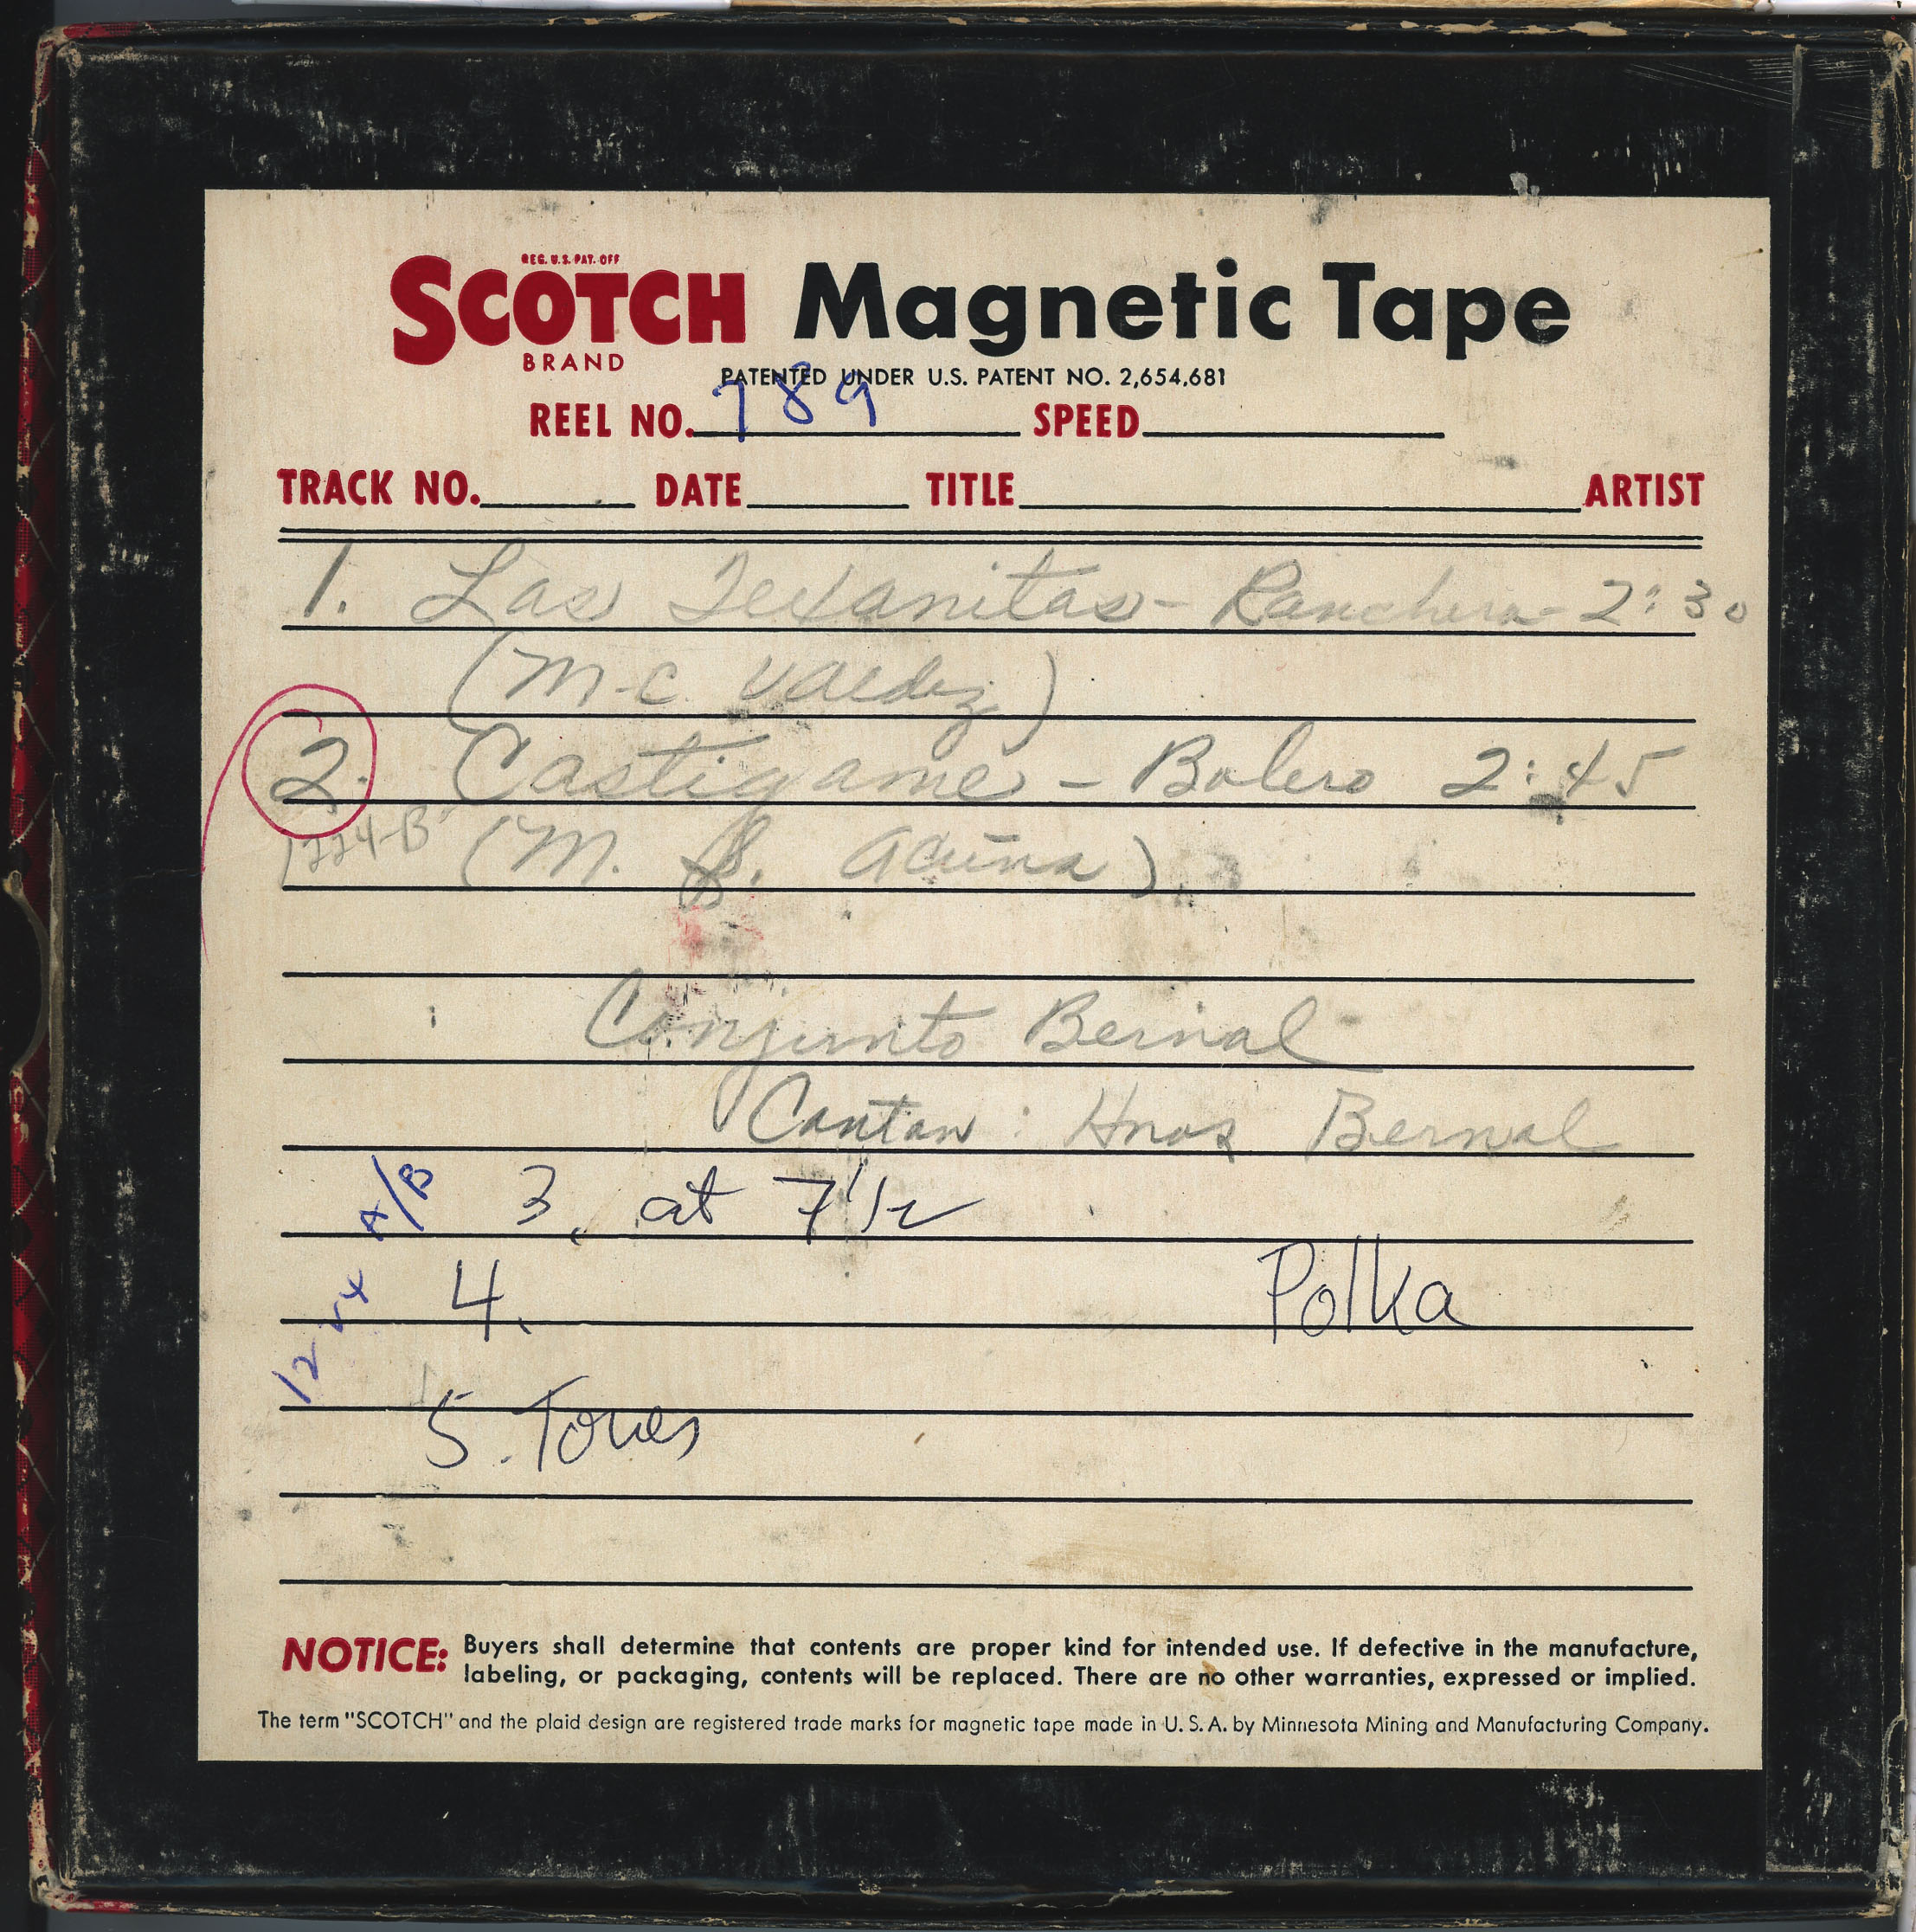 REG. U.S. PAT. OFF
SCOTCH Magnetic Tape
BRAND
PATENTED UNDER U.S. PATENT NO. 2,654,681
REEL NO. 789 SPEED
TRACK NO. DATE TITLE ARTIST
1. Las Texanitas - Ranchera - 2:30
(M. C. Valdez)
2. Castigame - Bolero 2:45
1224-B (M. G. Acuña)
Conjunto Bernal
Cantan: Hnos Bernal
A/B 3. at 7 1/2
4. Polka
1224
5. Tones
NOTICE: Buyers shall determine that contents are proper kind for intended use. If defective in the manufacture,
labeling, or packaging, contents will be replaced. There are no other warranties, expressed or implied.
The term "SCOTCH" and the plaid design are registered trade marks for magnetic tape made in U.S.A. by Minnesota Mining and Manufacturing Company.